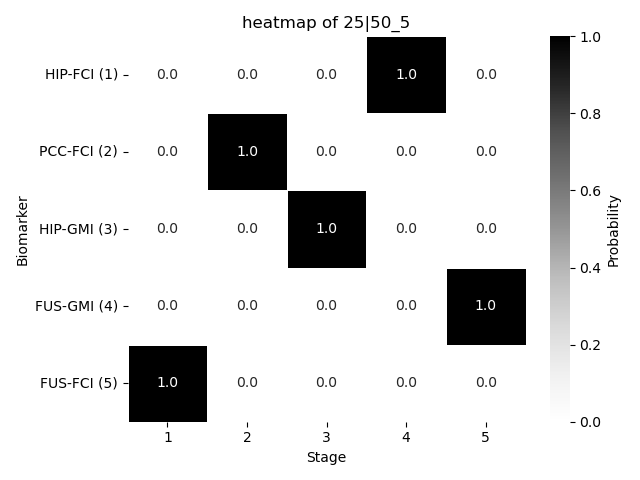 heatmap of 25|50_5
HIP-FCI (1) 0.0 0.0 0.0 1.0 0.0
PCC-FCI (2) 0.0 1.0 0.0 0.0 0.0
HIP-GMI (3) 0.0 0.0 1.0 0.0 0.0
FUS-GMI (4) 0.0 0.0 0.0 0.0 1.0
FUS-FCI (5) 1.0 0.0 0.0 0.0 0.0
Biomarker
1 2 3 4 5
Stage
1.0
0.8
0.6
0.4
0.2
0.0
Probability